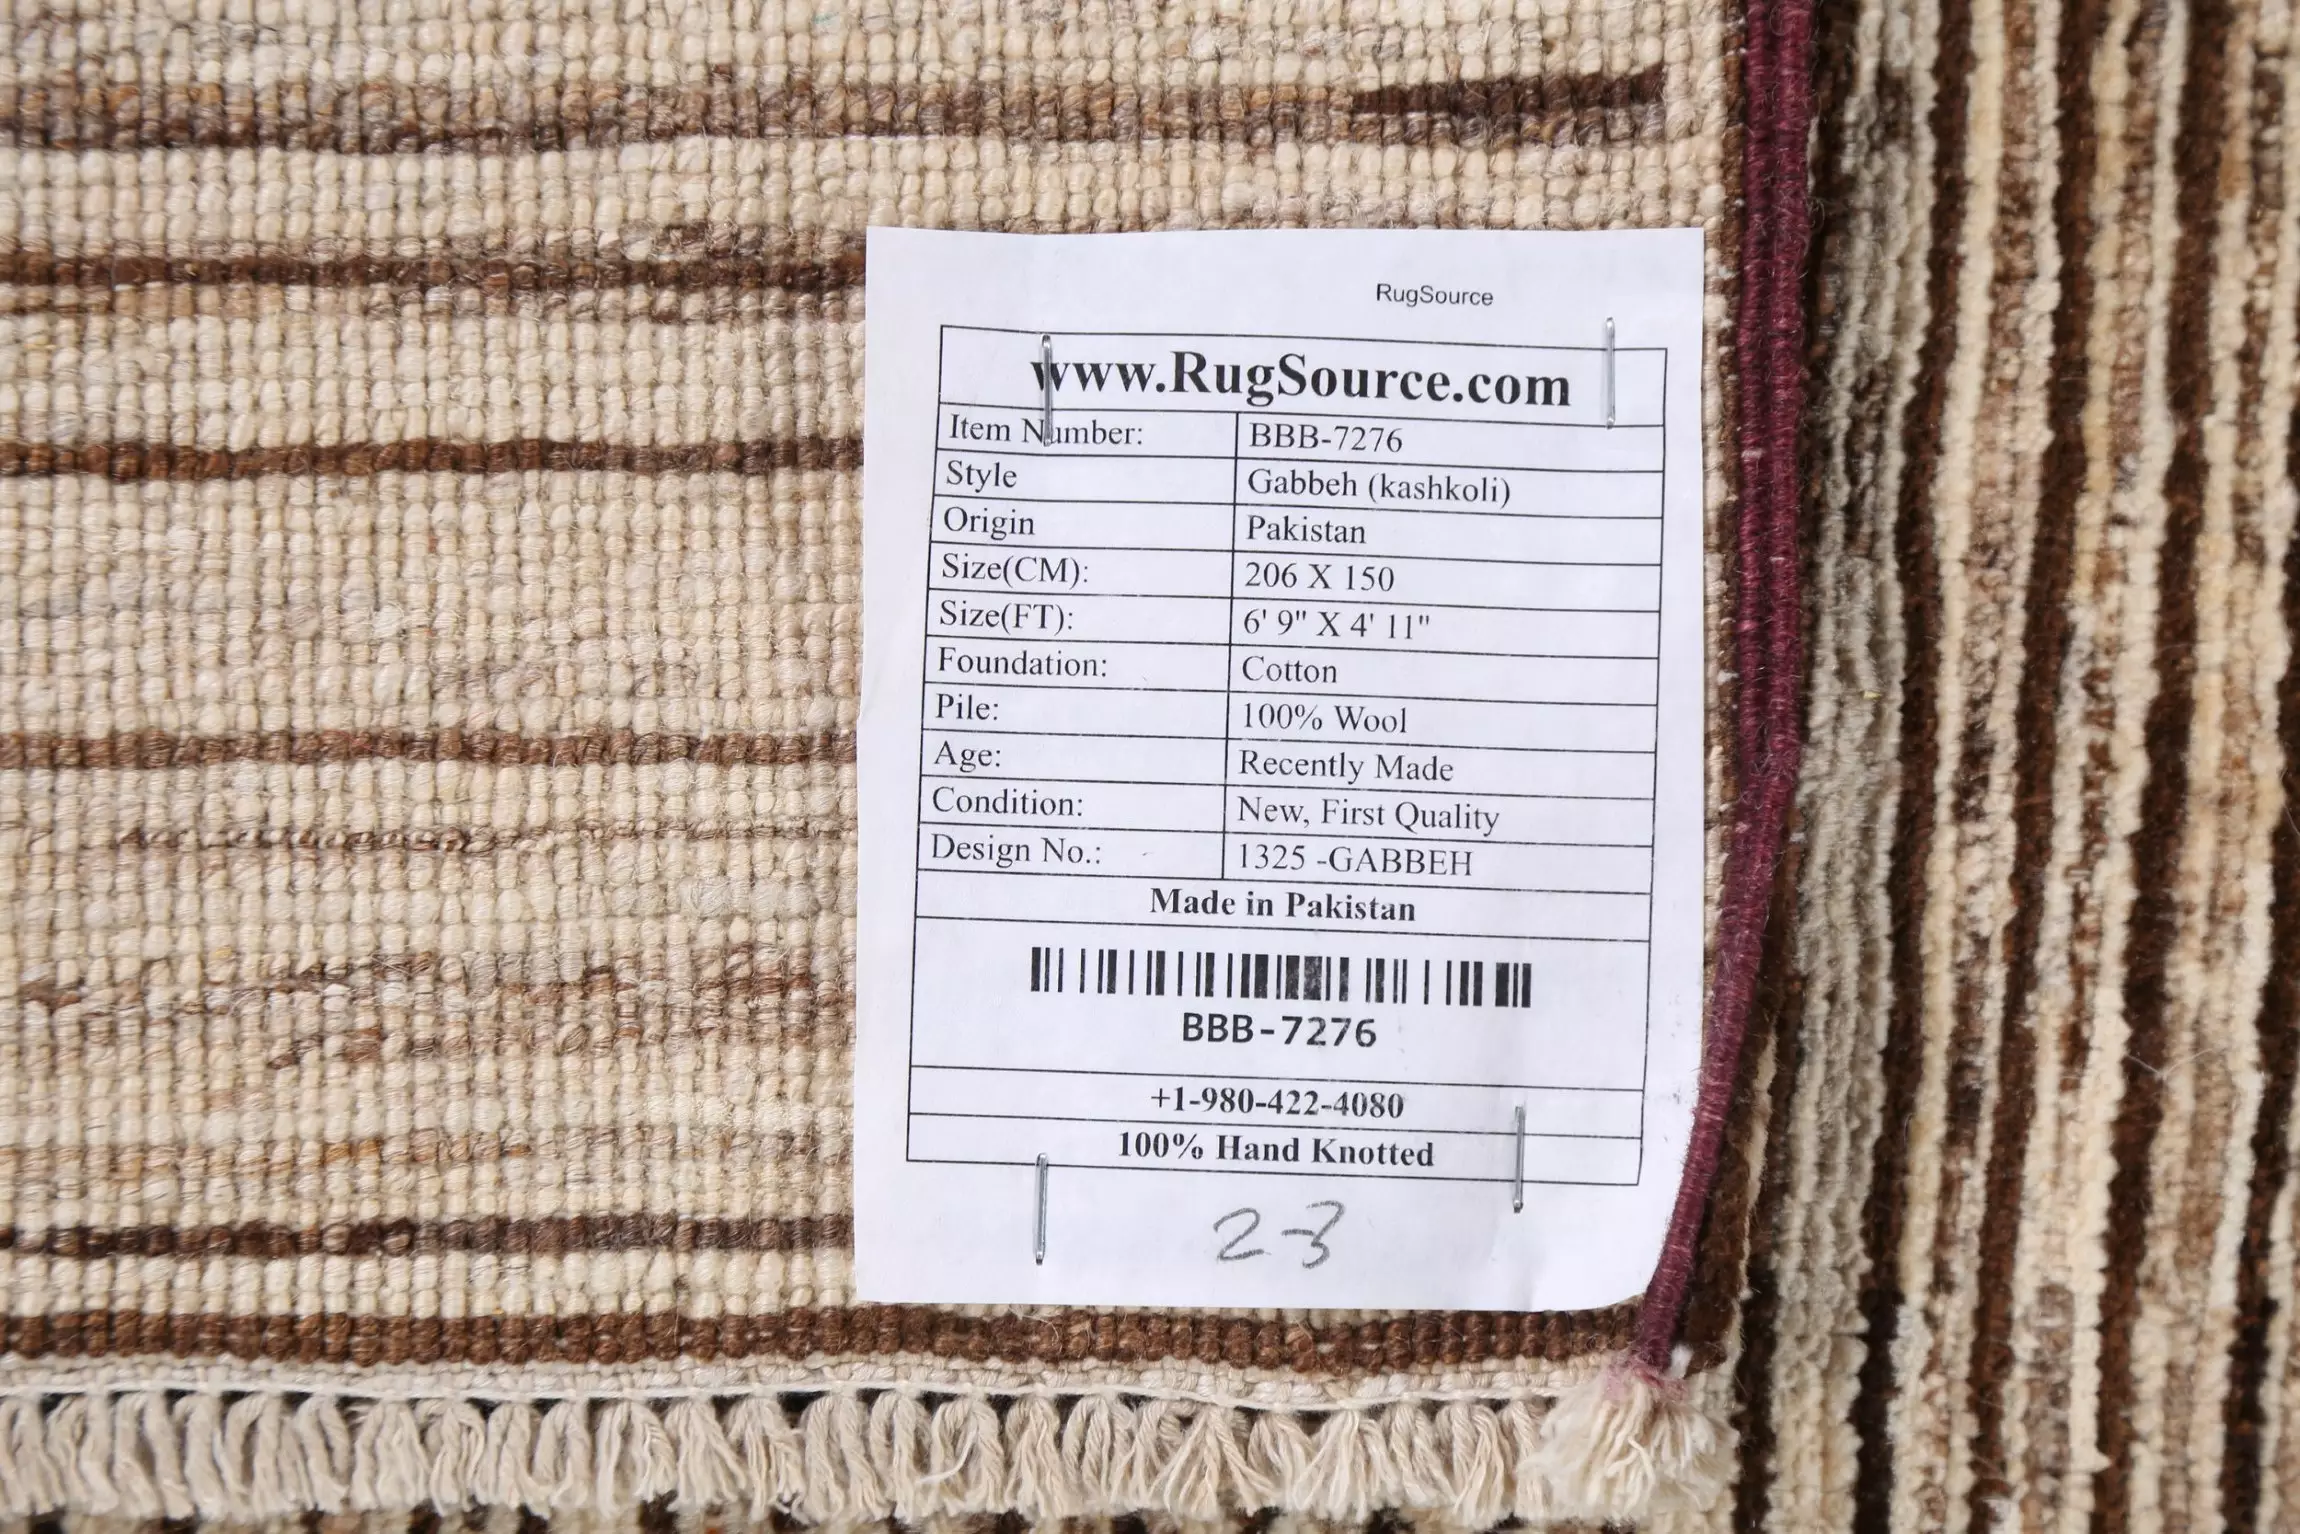 RugSource
www.RugSource.com
Item Number: BBB-7276
Style Gabbeh (kashkoli)
Origin Pakistan
Size(CM): 206 X 150
Size(FT): 6' 9" X 4' 11"
Foundation: Cotton
Pile: 100% Wool
Age: Recently Made
Condition: New, First Quality
Design No.: 1325 -GABBEH
Made in Pakistan
BBB-7276
+1-980-422-4080
100% Hand Knotted
2-3